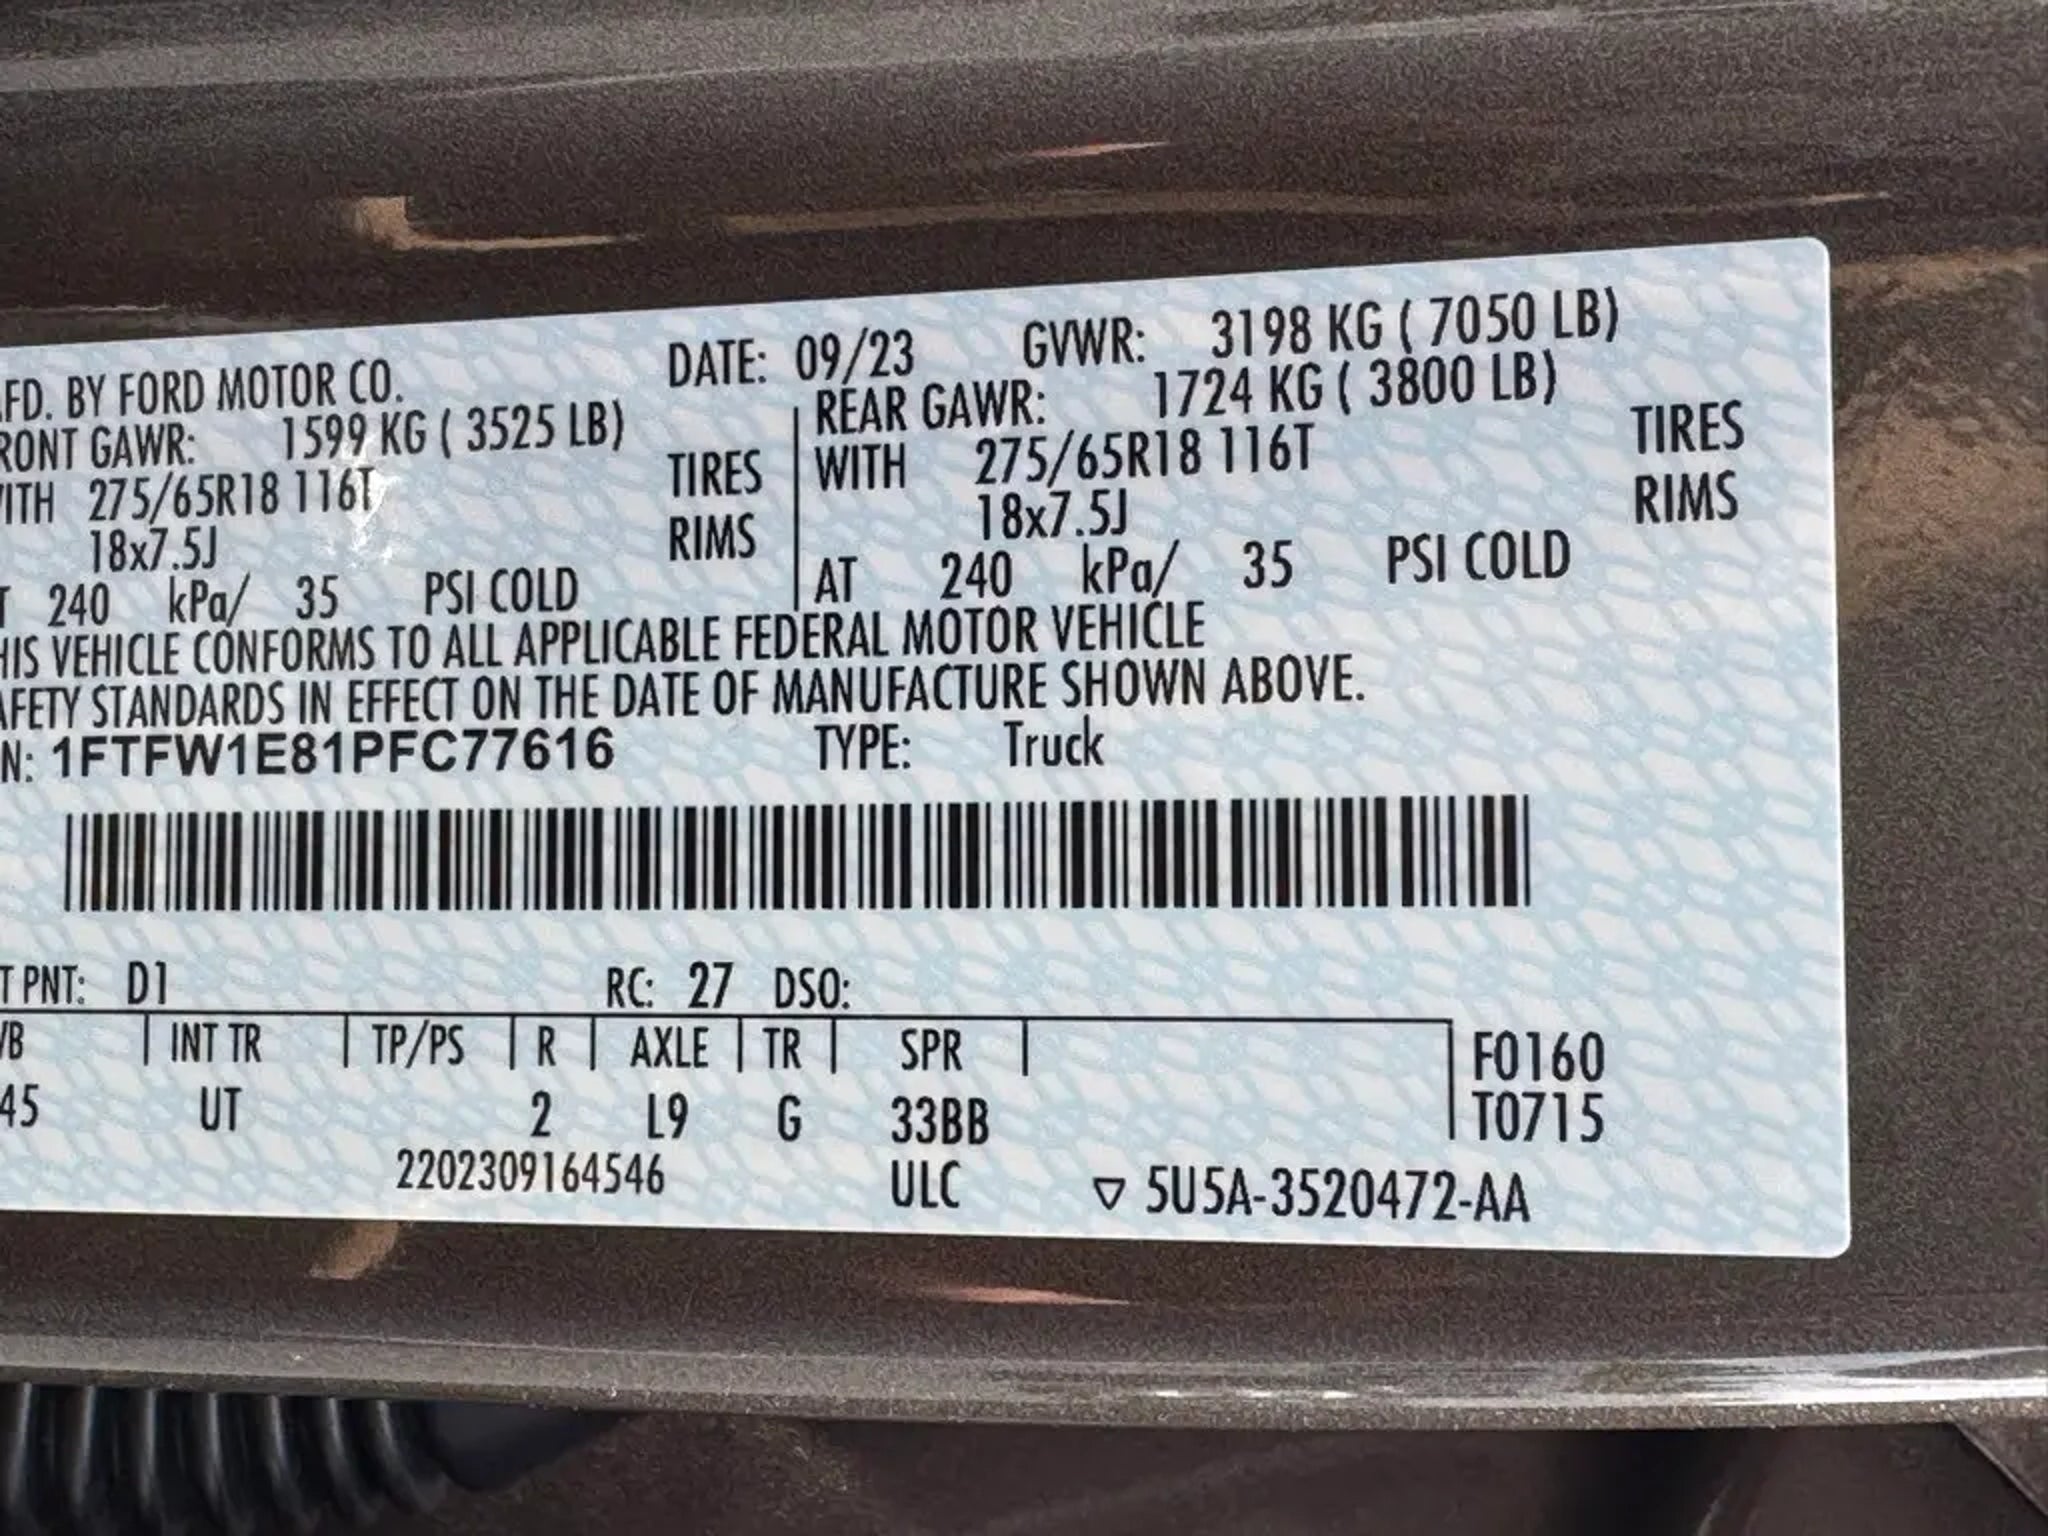 FD. BY FORD MOTOR CO. DATE: 09/23 GVWR: 3198 KG ( 7050 LB)
RONT GAWR: 1599 KG ( 3525 LB) REAR GAWR: 1724 KG ( 3800 LB)
ITH 275/65R18 116T TIRES WITH 275/65R18 116T TIRES
18x7.5J RIMS 18x7.5J RIMS
T 240 kPa/ 35 PSI COLD AT 240 kPa/ 35 PSI COLD
HIS VEHICLE CONFORMS TO ALL APPLICABLE FEDERAL MOTOR VEHICLE
AFETY STANDARDS IN EFFECT ON THE DATE OF MANUFACTURE SHOWN ABOVE.
N: 1FTFW1E81PFC77616 TYPE: Truck
T PNT: D1 RC: 27 DSO:
B INT TR TP/PS R AXLE TR SPR F0160
45 UT 2 L9 G 33BB T0715
2202309164546 ULC ▽ 5U5A-3520472-AA